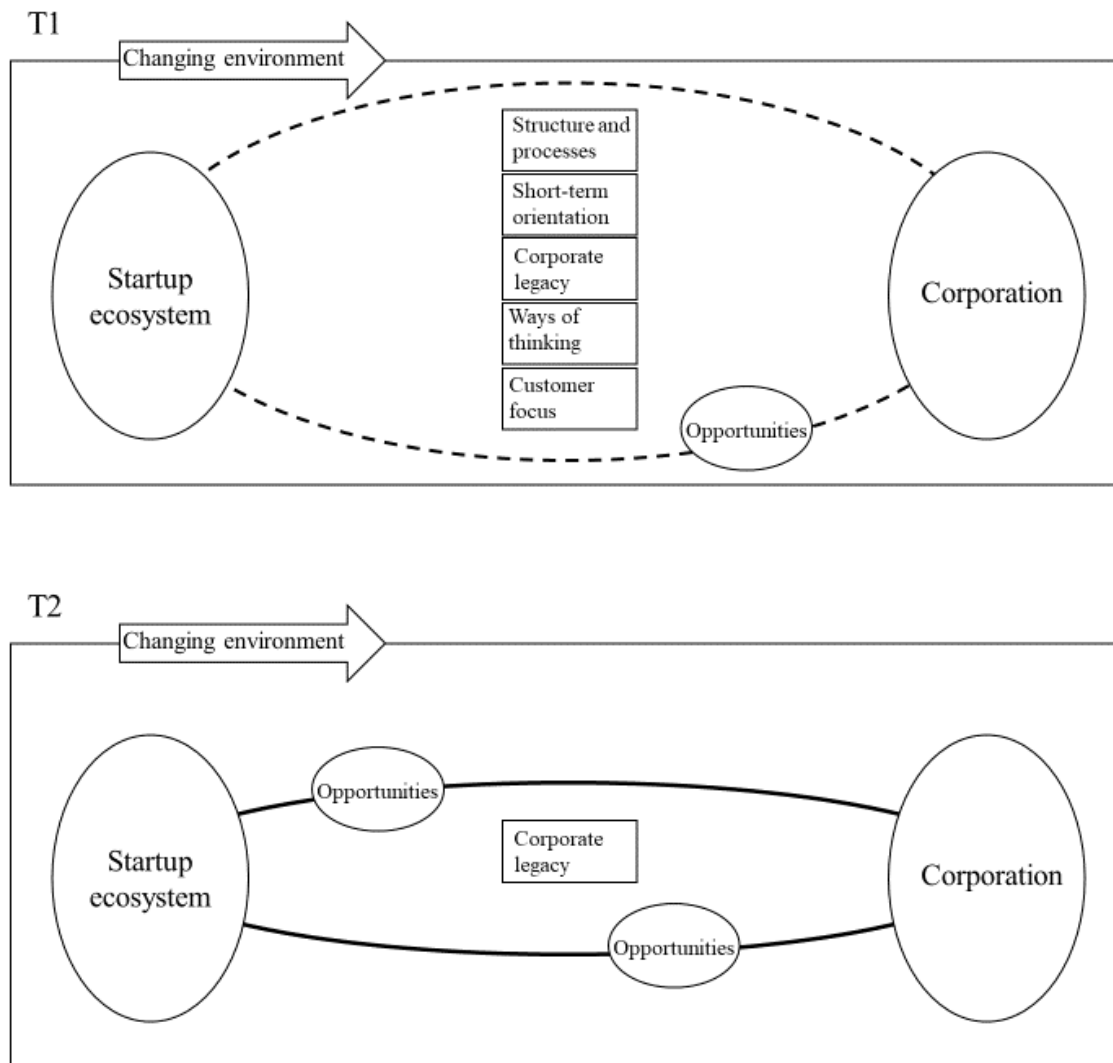 T1
Changing environment
Structure and
processes
Short-term
orientation
Corporate
legacy
Ways of
thinking
Customer
focus
Startup
ecosystem
Corporation
Opportunities
T2
Changing environment
Opportunities
Corporate
legacy
Startup
ecosystem
Corporation
Opportunities